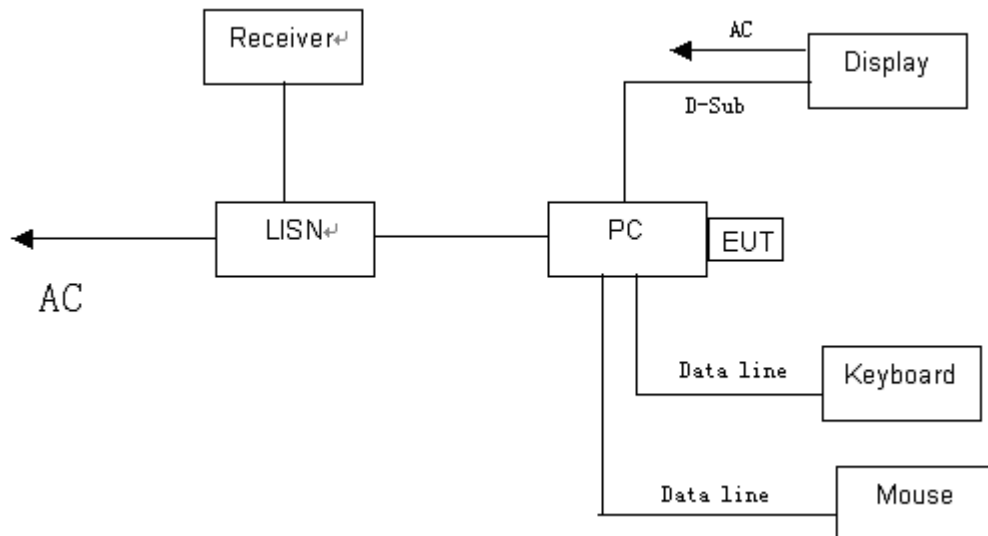 Receiver↵
AC
Display
D-Sub
LISN↵
PC
EUT
AC
Data line
Keyboard
Data line
Mouse